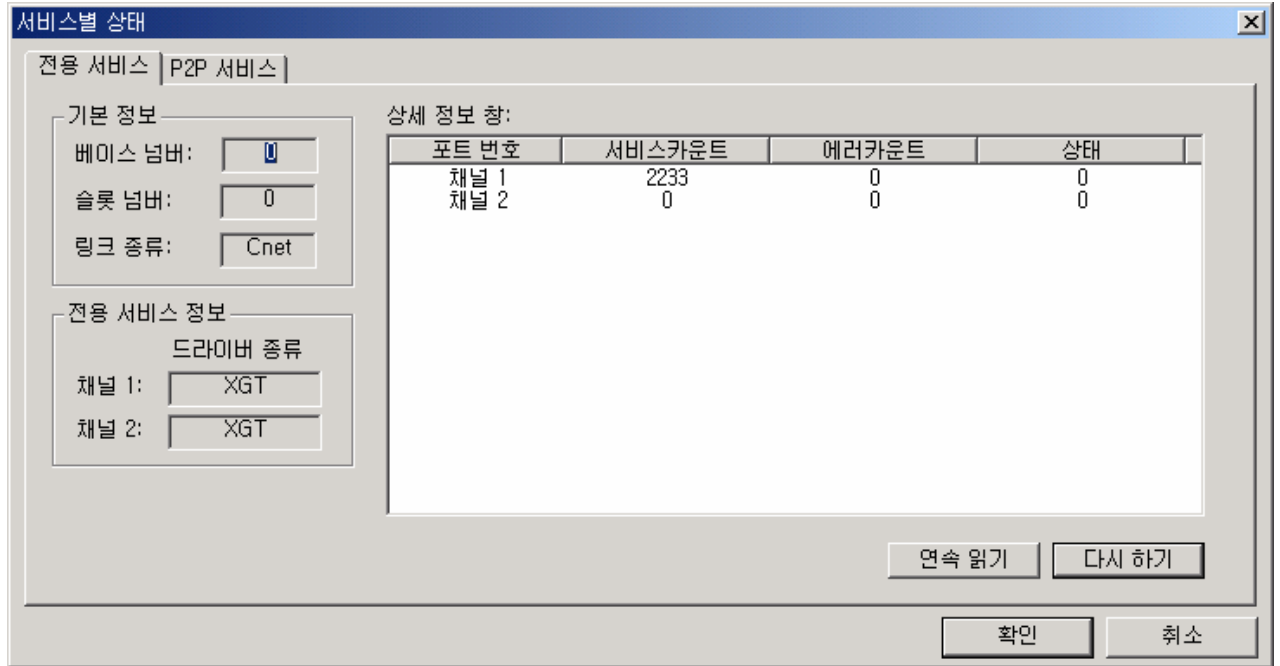 서비스별 상태
전용 서비스 P2P 서비스
기본 정보
베이스 넘버: 0
슬롯 넘버: 0
링크 종류: Cnet
전용 서비스 정보
드라이버 종류
채널 1: XGT
채널 2: XGT
상세 정보 창:
포트 번호 서비스카운트 에러카운트 상태
채널 1 2233 0 0
채널 2 0 0 0
연속 읽기 다시 하기
확인 취소